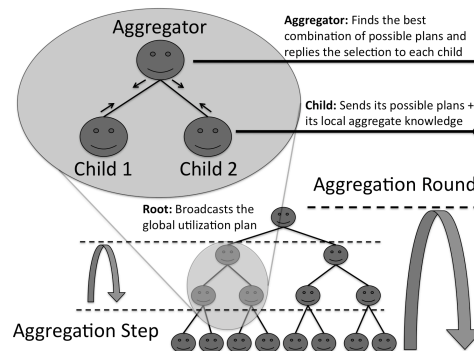 Aggregator
Aggregator: Finds the best
combination of possible plans and
replies the selection to each child
Child: Sends its possible plans +
its local aggregate knowledge
Child 1
Child 2
Aggregation Round
Root: Broadcasts the
global utilization plan
Aggregation Step